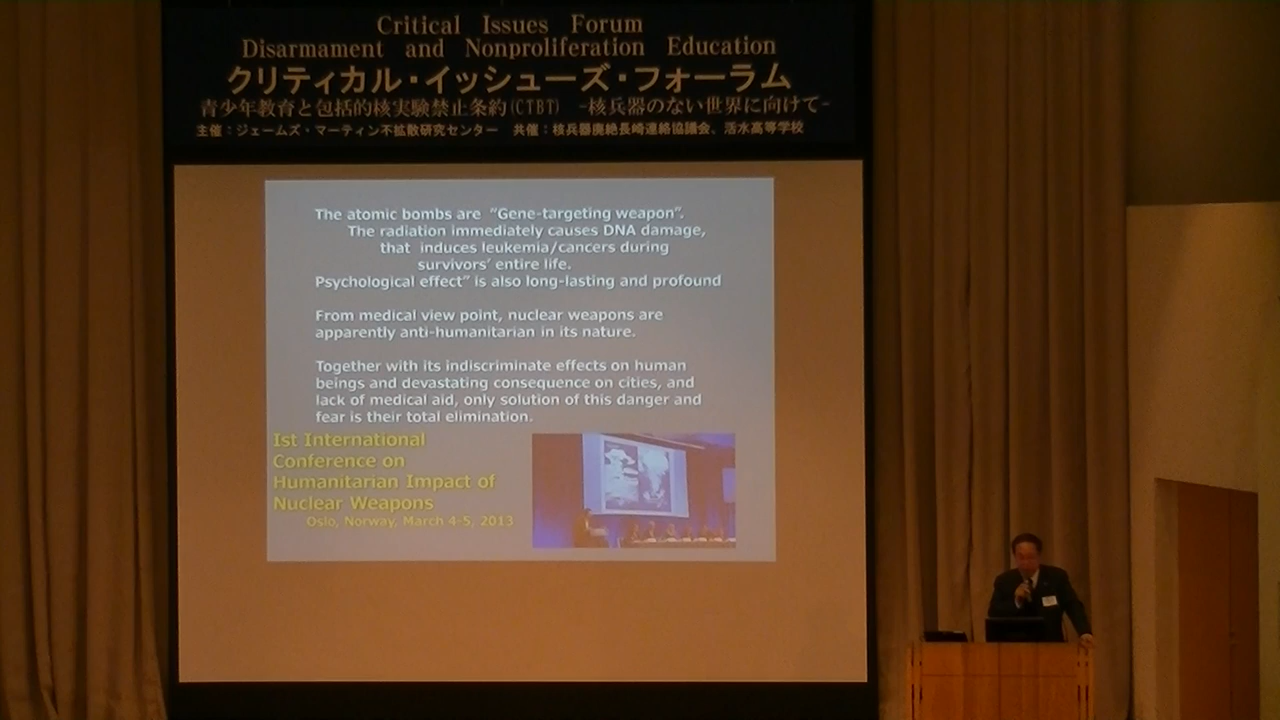 Critical Issues Forum
Disarmament and Nonproliferation Education
クリティカル・イッシューズ・フォーラム
青少年教育と包括的核実験禁止条約(CTBT) -核兵器のない世界に向けて-
主催：ジェームズ・マーティン不拡散研究センター 共催：核兵器廃絶長崎連絡協議会、活水高等学校
The atomic bombs are "Gene-targeting weapon".
The radiation immediately causes DNA damage,
that induces leukemia/cancers during
survivors' entire life.
Psychological effect" is also long-lasting and profound
From medical view point, nuclear weapons are
apparently anti-humanitarian in its nature.
Together with its indiscriminate effects on human
beings and devastating consequence on cities, and
lack of medical aid, only solution of this danger and
fear is their total elimination.
Ist International
Conference on
Humanitarian Impact of
Nuclear Weapons
Oslo, Norway, March 4-5, 2013